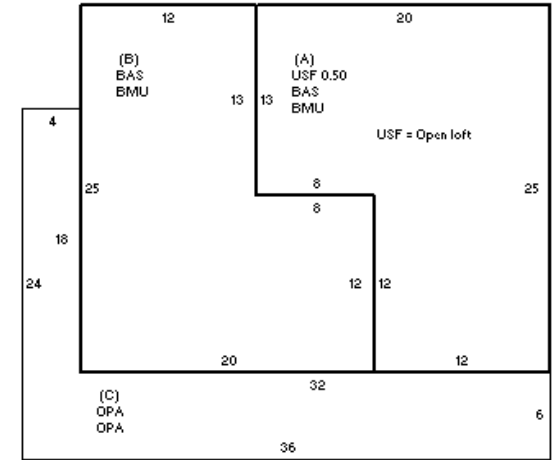 12
20
(B)
BAS
BMU
(A)
USF 0.50
BAS
BMU
13
13
4
USF = Open loft
8
8
25
25
18
24
12
12
20
12
32
(C)
OPA
OPA
6
36